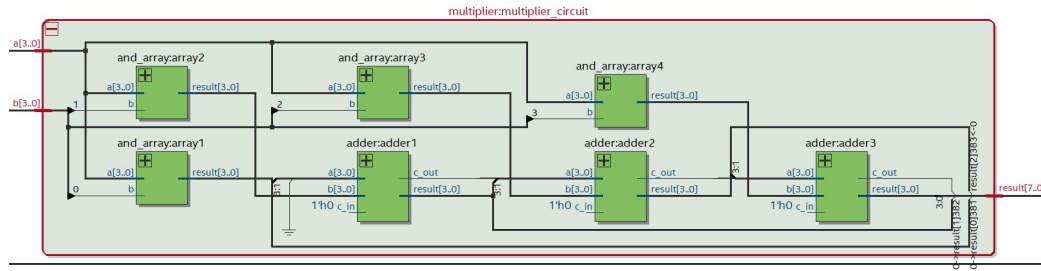 multiplier:multiplier_circuit
a[3..0]
b[3..0]
and_array:array2
a[3..0]
b
result[3..0]
1
and_array:array3
a[3..0]
b
result[3..0]
2
and_array:array4
a[3..0]
b
result[3..0]
3
and_array:array1
a[3..0]
b
result[3..0]
0
3:1
adder:adder1
a[3..0]
b[3..0]
1'h0 c_in
c_out
result[3..0]
3:1
adder:adder2
a[3..0]
b[3..0]
1'h0 c_in
c_out
result[3..0]
3:1
adder:adder3
a[3..0]
b[3..0]
1'h0 c_in
c_out
result[3..0]
3:0
result[7..0